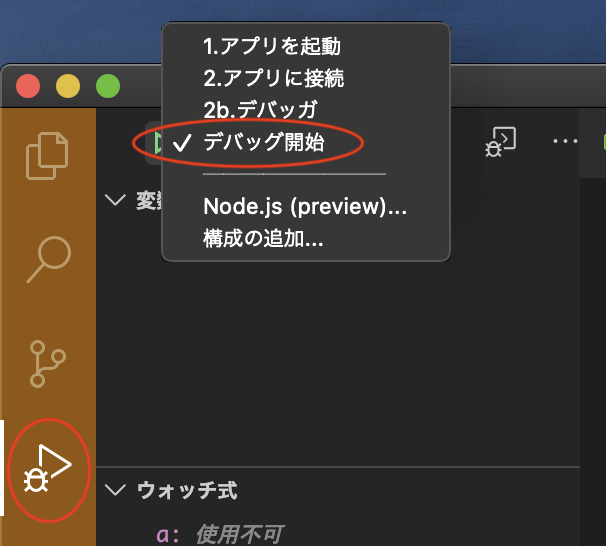 1.アプリを起動
2.アプリに接続
2b.デバッガ
デバッグ開始
Node.js (preview)...
構成の追加...
変
ウォッチ式
a: 使用不可